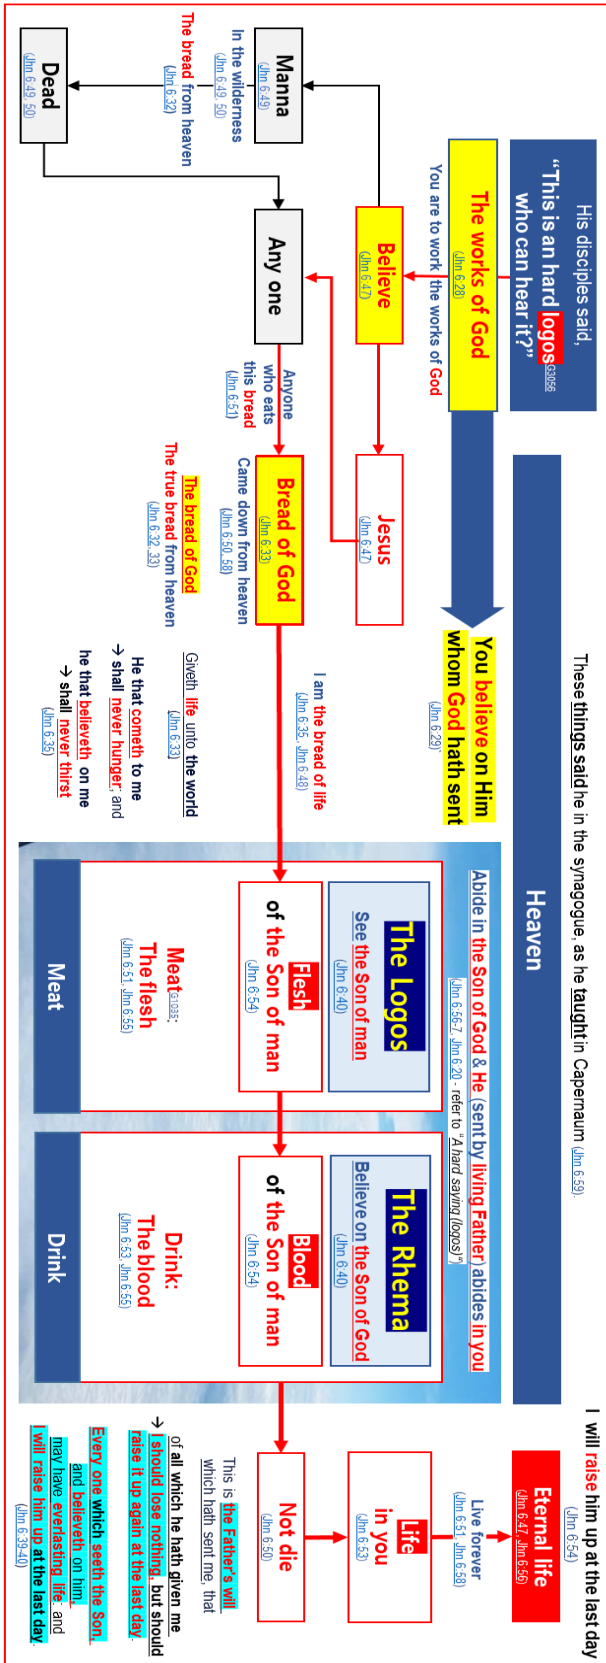 These things said he in the synagogue, as he taught in Capernaum (Jhn 6:59).
I will raise him up at the last day
(Jhn 6:54)
His disciples said,
“This is an hard logosG3056
who can hear it?”
Heaven
Eternal life
(Jhn 6:47, Jhn 6:56)
The works of God
(Jhn 6:28)
You are to work the works of God
You believe on Him
whom God hath sent
(Jhn 6:29)
Abide in the Son of God & He (sent by living Father) abides in you
(Jhn 6:56-7, Jhn 6:20 - refer to “A hard saying (logos)”)
Live forever
(Jhn 6:51, Jhn 6:58)
Believe
(Jhn 6:47)
Jesus
(Jhn 6:47)
The Logos
See the Son of man
(Jhn 6:40)
The Rhema
Believe on the Son of God
(Jhn 6:40)
Life
in you
(Jhn 6:53)
Manna
(Jhn 6:49)
In the wilderness
(Jhn 6:49, 50)
The bread from heaven
(Jhn 6:32)
Dead
(Jhn 6:49, 50)
Any one
Anyone
who eats
this bread
(Jhn 6:51)
Bread of God
(Jhn 6:33)
Came down from heaven
(Jhn 6:50, 58)
The bread of God
The true bread from heaven
(Jhn 6:32, 33)
I am the bread of life
(Jhn 6:35, Jhn 6:48)
Giveth life unto the world
(Jhn 6:33)
He that cometh to me
→ shall never hunger; and
he that believeth on me
→ shall never thirst
(Jhn 6:35)
Flesh
of the Son of man
(Jhn 6:54)
Meat G1035:
The flesh
(Jhn 6:51, Jhn 6:55)
Meat
Blood
of the Son of man
(Jhn 6:54)
Drink:
The blood
(Jhn 6:53, Jhn 6:55)
Drink
Not die
(Jhn 6:50)
This is the Father’s will
which hath sent me, that
of all which he hath given me
→ I should lose nothing, but should
raise it up again at the last day.
Every one which seeth the Son,
and believeth on him,
may have everlasting life: and
I will raise him up at the last day.
(Jhn 6:39-40)